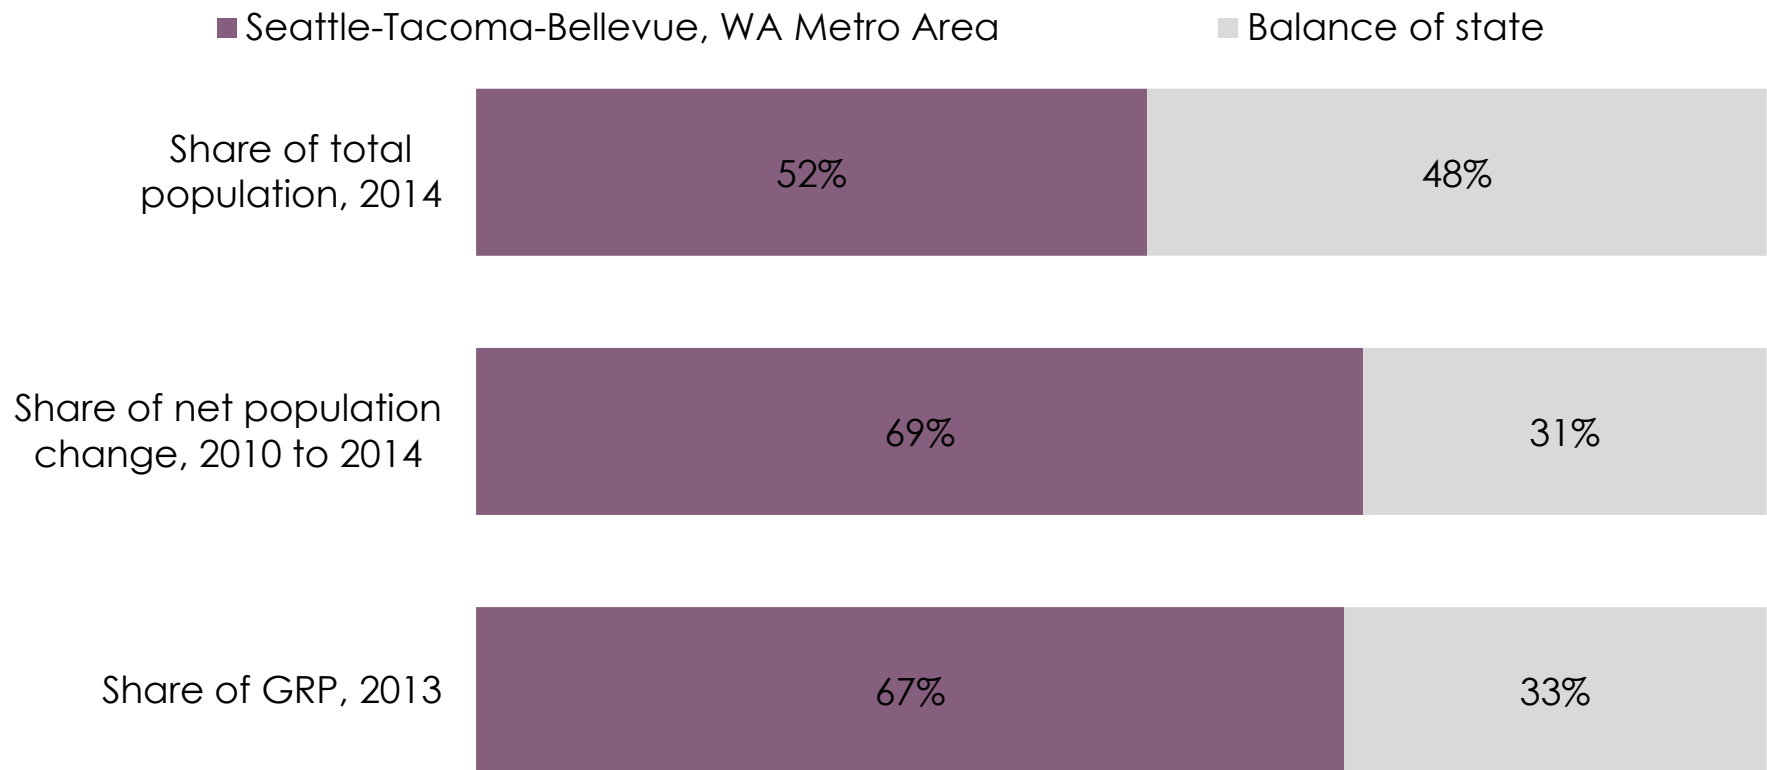 Seattle-Tacoma-Bellevue, WA Metro Area
Balance of state
Share of total
population, 2014
52%
48%
Share of net population
change, 2010 to 2014
69%
31%
Share of GRP, 2013
67%
33%